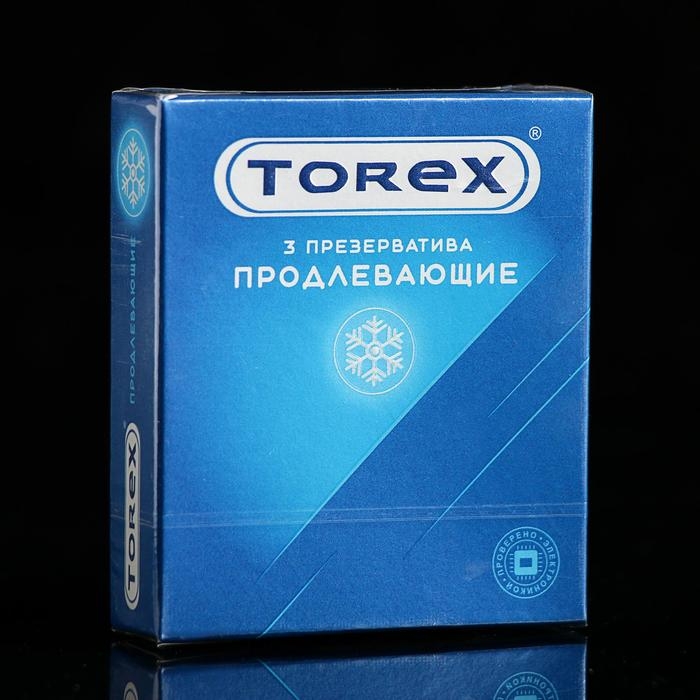 TOREX®
3 ПРЕЗЕРВАТИВА
ПРОДЛЕВАЮЩИЕ
ПРОВЕРЕНО • ЭЛЕКТРОНИКОЙ •
ПРОДЛЕВАЮЩИЕ
TOREX®